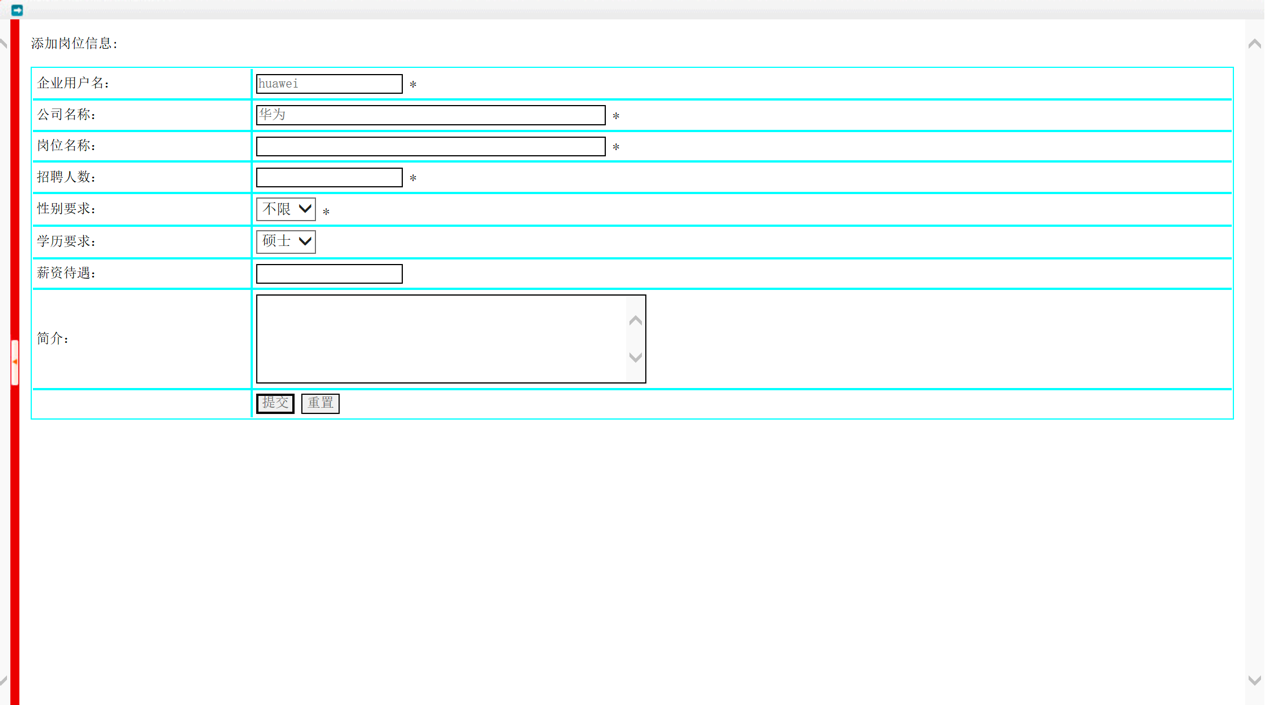 添加岗位信息:
企业用户名: huawei *
公司名称: 华为 *
岗位名称: *
招聘人数: *
性别要求: 不限 *
学历要求: 硕士
薪资待遇:
简介:
提交 重置